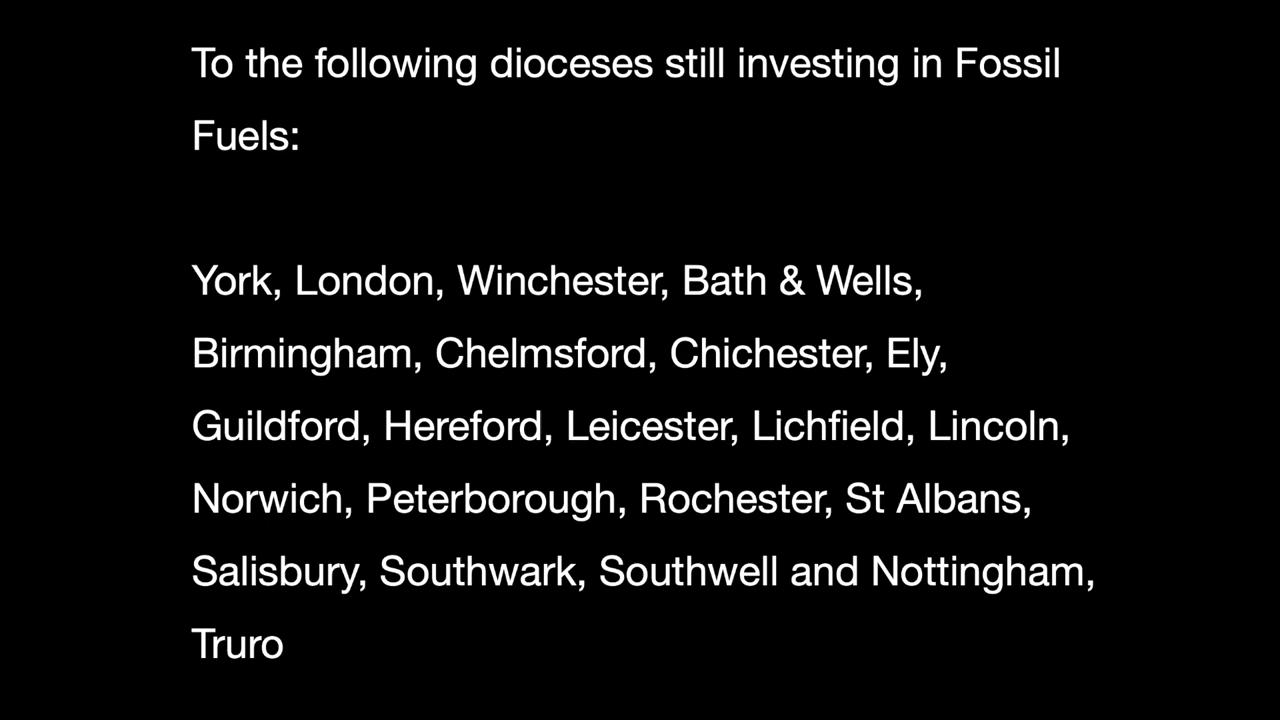 To the following dioceses still investing in Fossil
Fuels:
York, London, Winchester, Bath & Wells,
Birmingham, Chelmsford, Chichester, Ely,
Guildford, Hereford, Leicester, Lichfield, Lincoln,
Norwich, Peterborough, Rochester, St Albans,
Salisbury, Southwark, Southwell and Nottingham,
Truro